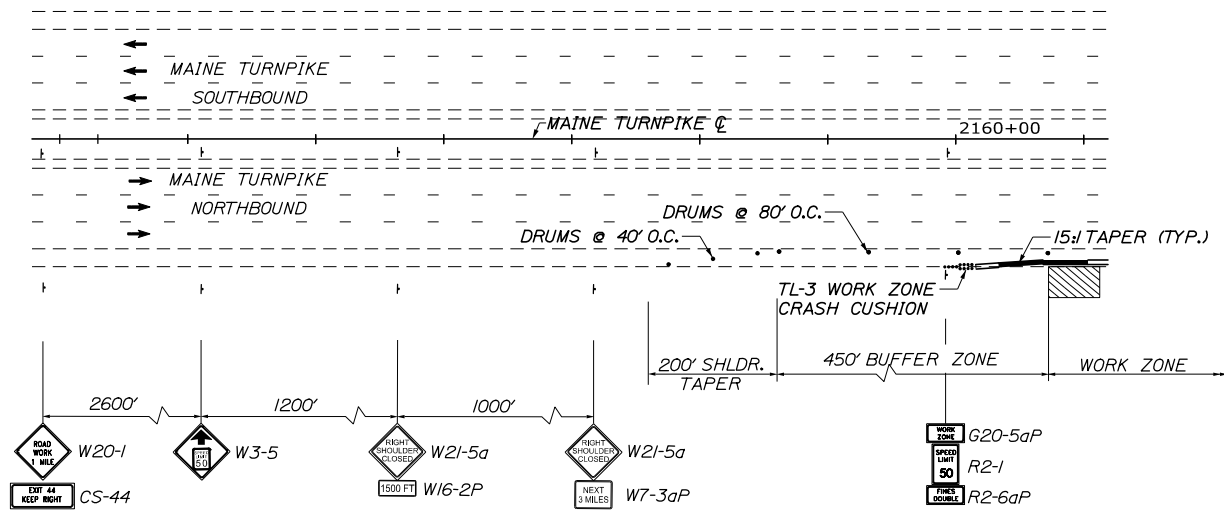 MAINE TURNPIKE
SOUTHBOUND
MAINE TURNPIKE ℄
2160+00
MAINE TURNPIKE
NORTHBOUND
DRUMS @ 80' O.C.
DRUMS @ 40' O.C.
15:1 TAPER (TYP.)
TL-3 WORK ZONE
CRASH CUSHION
200' SHLDR.
TAPER
450' BUFFER ZONE
WORK ZONE
2600'
1200'
1000'
ROAD
WORK
1 MILE
W20-1
EXIT 44
KEEP RIGHT
CS-44
SPEED
LIMIT
50
W3-5
RIGHT
SHOULDER
CLOSED
W21-5a
1500 FT
W16-2P
RIGHT
SHOULDER
CLOSED
W21-5a
NEXT
3 MILES
W7-3aP
WORK
ZONE
G20-5aP
SPEED
LIMIT
50
R2-1
FINES
DOUBLE
R2-6aP